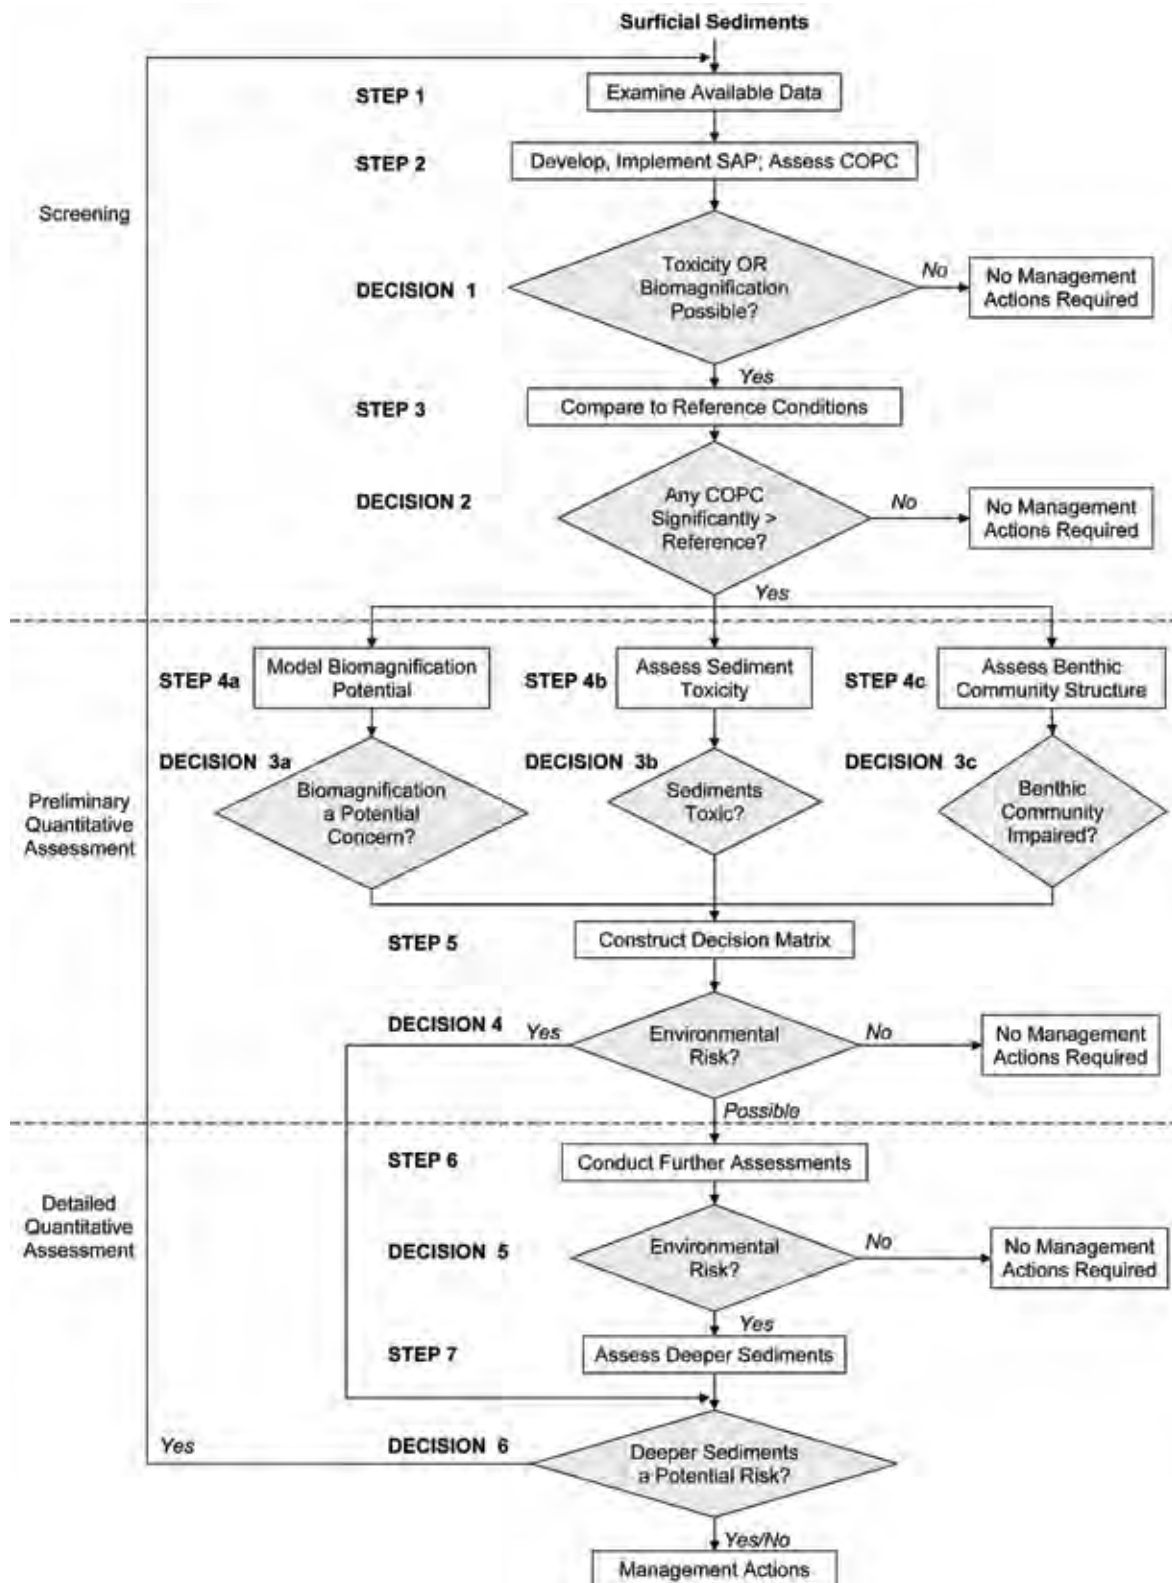 Surficial Sediments
STEP 1
Examine Available Data
STEP 2
Develop, Implement SAP; Assess COPC
Screening
DECISION 1
Toxicity OR
Biomagnification
Possible?
No
No Management
Actions Required
Yes
STEP 3
Compare to Reference Conditions
DECISION 2
Any COPC
Significantly >
Reference?
No
No Management
Actions Required
Yes
STEP 4a
Model Biomagnification
Potential
STEP 4b
Assess Sediment
Toxicity
STEP 4c
Assess Benthic
Community Structure
Preliminary
Quantitative
Assessment
DECISION 3a
Biomagnification
a Potential
Concern?
DECISION 3b
Sediments
Toxic?
DECISION 3c
Benthic
Community
Impaired?
STEP 5
Construct Decision Matrix
DECISION 4
Yes
Environmental
Risk?
No
No Management
Actions Required
Possible
STEP 6
Conduct Further Assessments
Detailed
Quantitative
Assessment
DECISION 5
Environmental
Risk?
No
No Management
Actions Required
Yes
STEP 7
Assess Deeper Sediments
Yes
DECISION 6
Deeper Sediments
a Potential Risk?
Yes/No
Management Actions